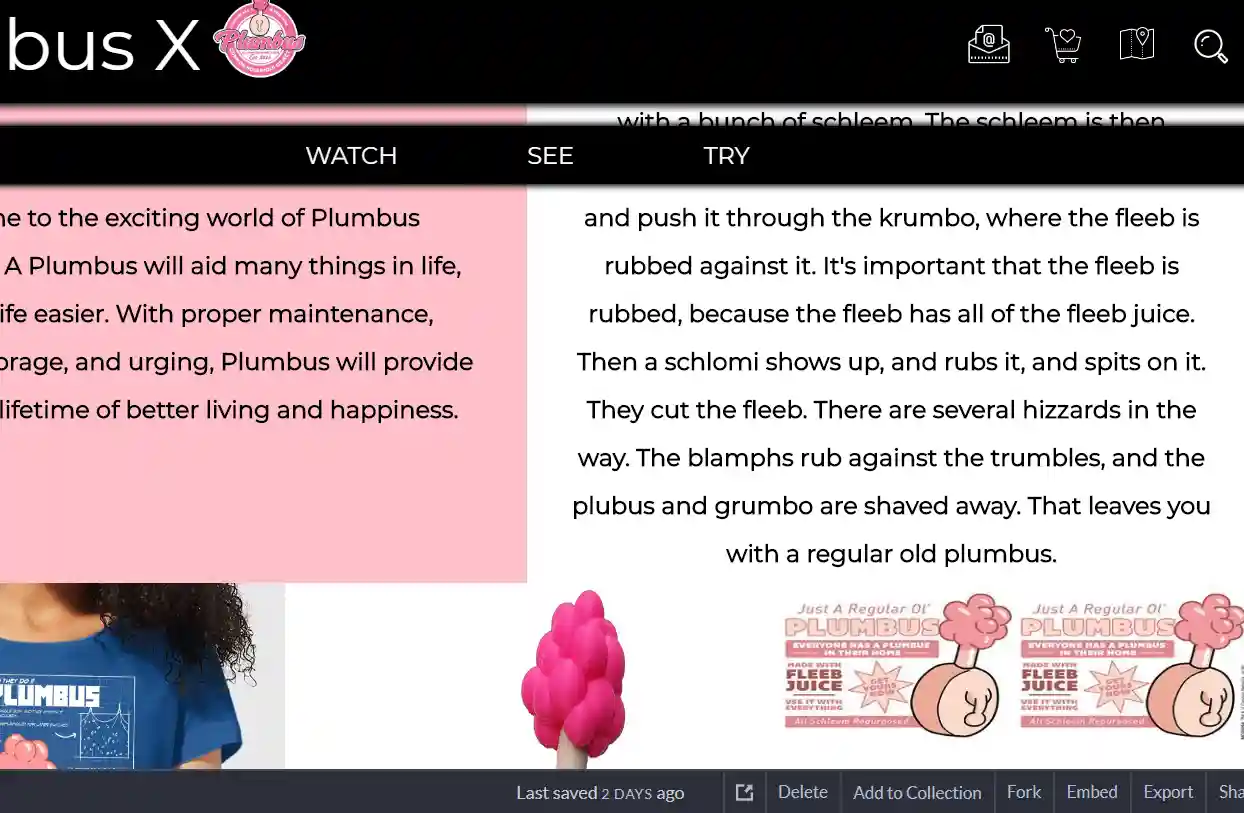 bus X
Plumbus
with a bunch of schleem. The schleem is then
WATCH SEE TRY
ne to the exciting world of Plumbus
A Plumbus will aid many things in life,
ife easier. With proper maintenance,
orage, and urging, Plumbus will provide
lifetime of better living and happiness.
and push it through the krumbo, where the fleeb is
rubbed against it. It's important that the fleeb is
rubbed, because the fleeb has all of the fleeb juice.
Then a schlomi shows up, and rubs it, and spits on it.
They cut the fleeb. There are several hizzards in the
way. The blamphs rub against the trumbles, and the
plubus and grumbo are shaved away. That leaves you
with a regular old plumbus.
THEY DO IT
PLUMBUS
Just A Regular Ol'
PLUMBUS
EVERYONE HAS A PLUMBUS
IN THEIR HOME
MADE WITH
FLEEB
JUICE
GET
YOURS
NOW
USE IT WITH
EVERYTHING
All Schleem Repurposed
Just A Regular Ol'
PLUMBUS
EVERYONE HAS A PLUMBUS
IN THEIR HOME
MADE WITH
FLEEB
JUICE
GET
YOURS
NOW
USE IT WITH
EVERYTHING
All Schleem Repurposed
Last saved 2 DAYS ago Delete Add to Collection Fork Embed Export Sha